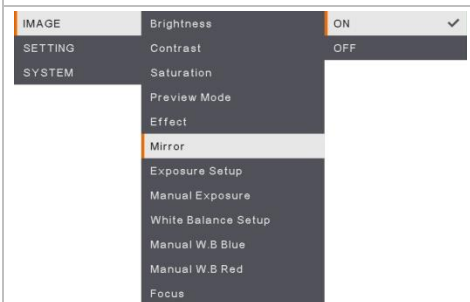 IMAGE
SETTING
SYSTEM
Brightness
Contrast
Saturation
Preview Mode
Effect
Mirror
Exposure Setup
Manual Exposure
White Balance Setup
Manual W.B Blue
Manual W.B Red
Focus
ON
OFF